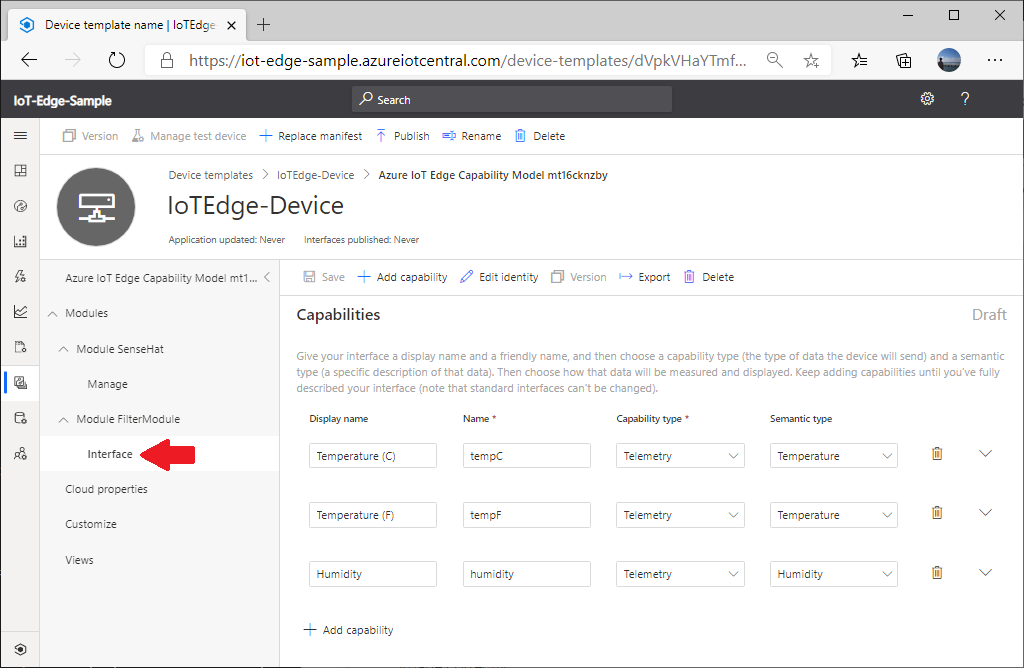 Device template name | IoTEdge
https://iot-edge-sample.azureiotcentral.com/device-templates/dVpkVHaYTmf...
IoT-Edge-Sample
Search
?
Version Manage test device Replace manifest Publish Rename Delete
Device templates > IoTEdge-Device > Azure IoT Edge Capability Model mt16cknzby
IoTEdge-Device
Application updated: Never Interfaces published: Never
Azure IoT Edge Capability Model mt1...
Modules
Module SenseHat
Manage
Module FilterModule
Interface
Cloud properties
Customize
Views
Save Add capability Edit identity Version Export Delete
Capabilities
Draft
Give your interface a display name and a friendly name, and then choose a capability type (the type of data the device will send) and a semantic
type (a specific description of that data). Then choose how that data will be measured and displayed. Keep adding capabilities until you've fully
described your interface (note that standard interfaces can't be changed).
Display name Name * Capability type * Semantic type
Temperature (C) tempC Telemetry Temperature
Temperature (F) tempF Telemetry Temperature
Humidity humidity Telemetry Humidity
Add capability